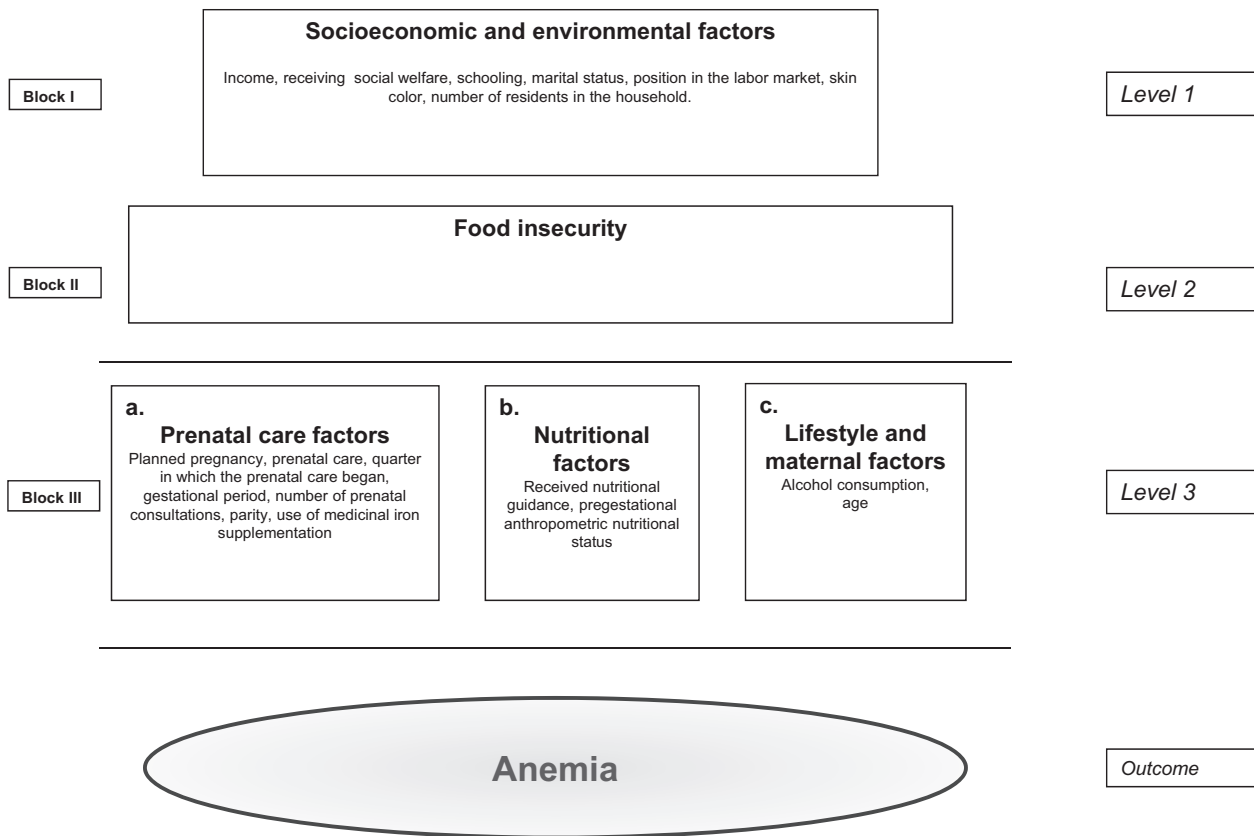 Socioeconomic and environmental factors
Income, receiving social welfare, schooling, marital status, position in the labor market, skin
color, number of residents in the household.
Block I
Level 1
Food insecurity
Block II
Level 2
a.
Prenatal care factors
Planned pregnancy, prenatal care, quarter
in which the prenatal care began,
gestational period, number of prenatal
consultations, parity, use of medicinal iron
supplementation
b.
Nutritional
factors
Received nutritional
guidance, pregestational
anthropometric nutritional
status
c.
Lifestyle and
maternal factors
Alcohol consumption,
age
Block III
Level 3
Anemia
Outcome